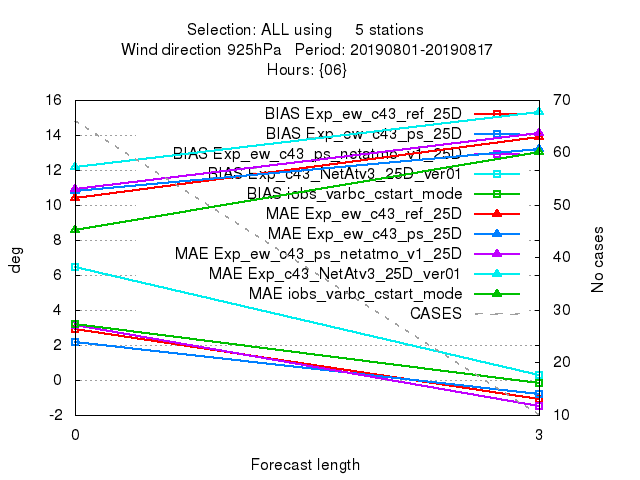 Selection: ALL using 5 stations
Wind direction 925hPa Period: 20190801-20190817
Hours: {06}
16
14
12
10
8
6
4
2
0
-2
70
60
50
40
30
20
10
deg
No cases
BIAS Exp_ew_c43_ref_25D
BIAS Exp_ew_c43_ps_25D
BIAS Exp_ew_c43_ps_netatmo_v1_25D
BIAS Exp_c43_NetAtv3_25D_ver01
BIAS iobs_varbc_cstart_mode
MAE Exp_ew_c43_ref_25D
MAE Exp_ew_c43_ps_25D
MAE Exp_ew_c43_ps_netatmo_v1_25D
MAE Exp_c43_NetAtv3_25D_ver01
MAE iobs_varbc_cstart_mode
CASES
0 3
Forecast length